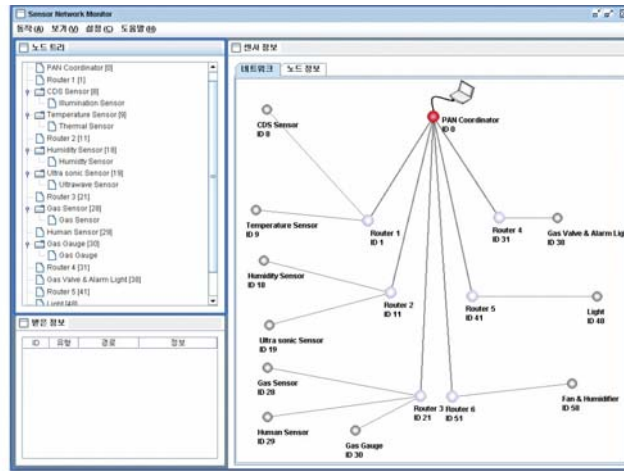 Sensor Network Monitor
동작(A) 보기(V) 설정(C) 도움말(H)
노드 트리
PAN Coordinator [0]
Router 1 [1]
CDS Sensor [8]
Illumination Sensor
Temperature Sensor [9]
Thermal Sensor
Router 2 [11]
Humidity Sensor [18]
Humidity Sensor
Ultra sonic Sensor [19]
Ultrawave Sensor
Router 3 [21]
Gas Sensor [28]
Gas Sensor
Human Sensor [29]
Gas Gauge [30]
Gas Gauge
Router 4 [31]
Gas Valve & Alarm Light [38]
Router 5 [41]
Light [48]
받은 정보
ID 유형 경로 정보
센서 정보
네트워크 노드 정보
PAN Coordinator
ID 0
CDS Sensor
ID 8
Temperature Sensor
ID 9
Router 1
ID 1
Router 4
ID 31
Gas Valve & Alarm Ligh
ID 38
Humidity Sensor
ID 18
Router 2
ID 11
Router 5
ID 41
Light
ID 48
Ultra sonic Sensor
ID 19
Gas Sensor
ID 28
Router 3
ID 21
Router 6
ID 51
Fan & Humidifier
ID 58
Human Sensor
ID 29
Gas Gauge
ID 30